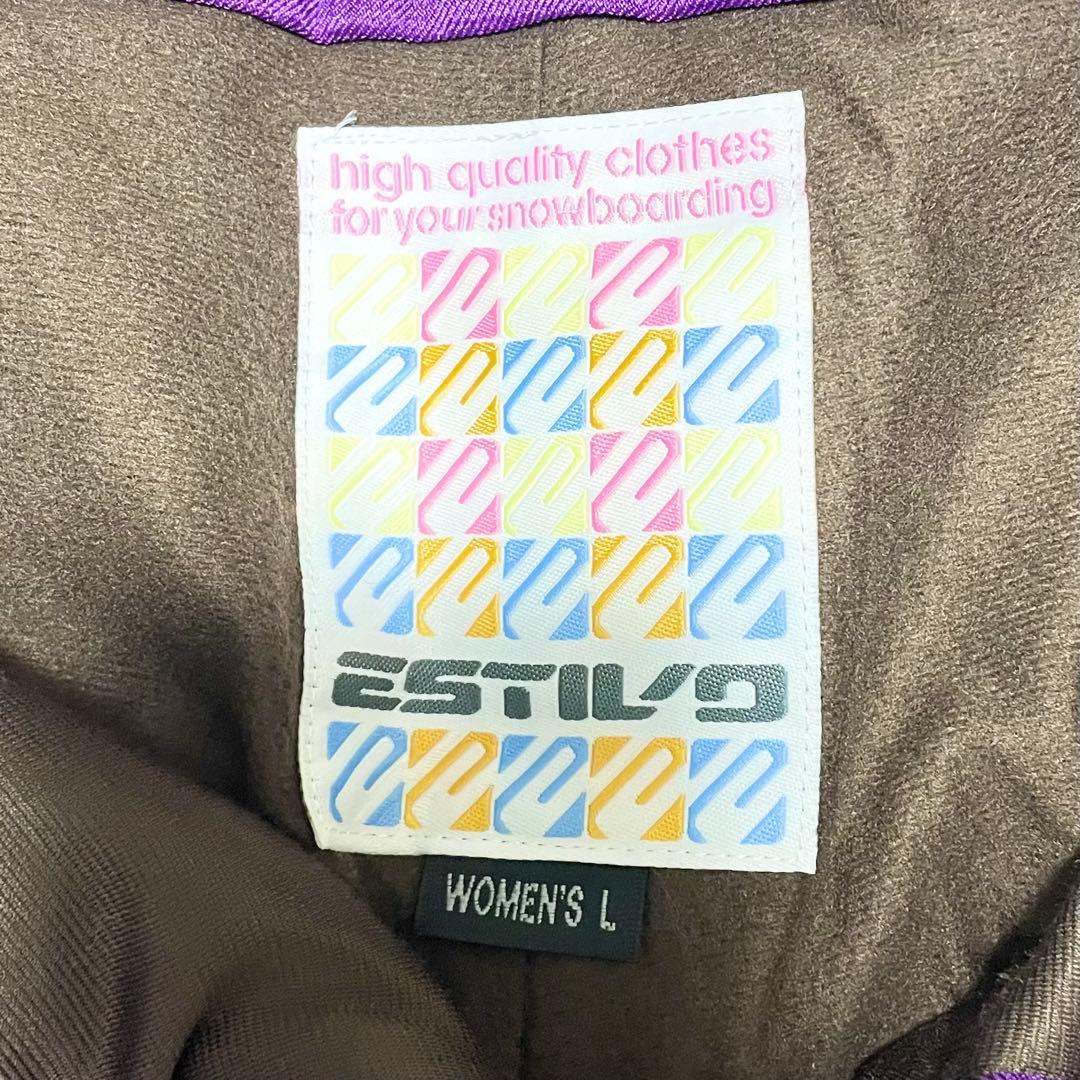 high quality clothes
for your snowboarding
ESTIVO
WOMEN'S L